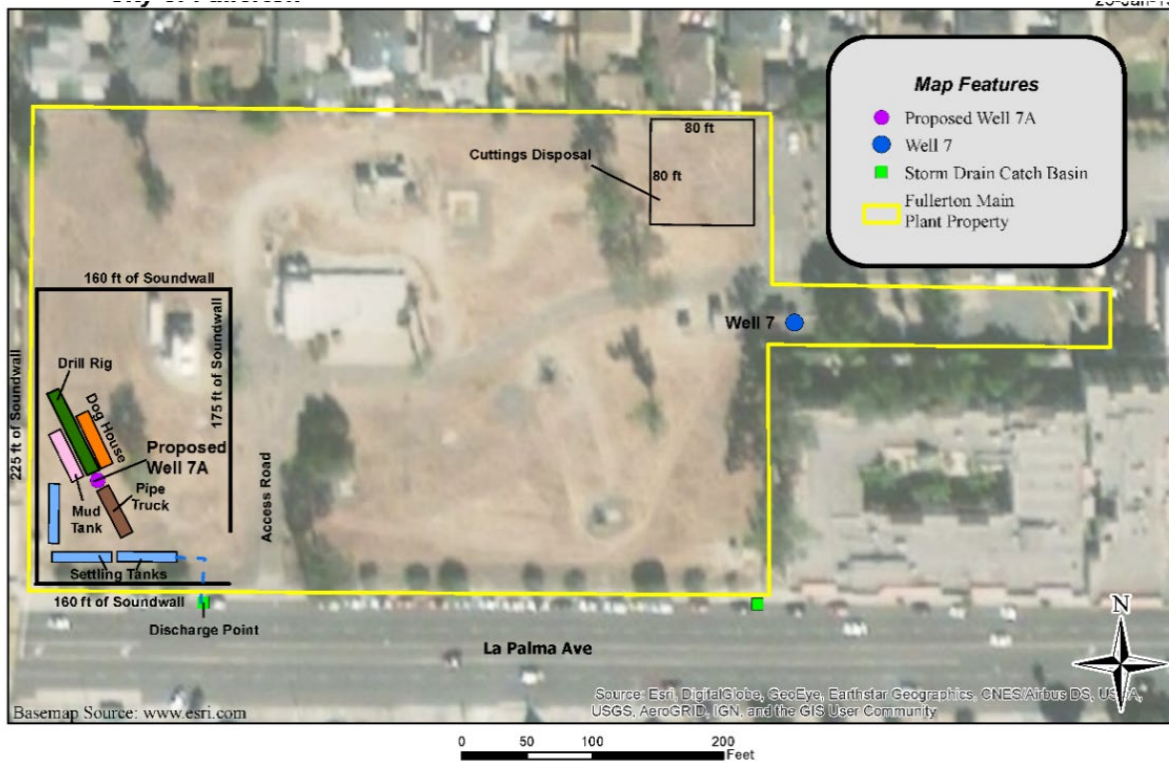 Map Features
Proposed Well 7A
Well 7
Storm Drain Catch Basin
Fullerton Main
Plant Property
80 ft
Cuttings Disposal
80 ft
160 ft of Soundwall
225 ft of Soundwall
175 ft of Soundwall
Drill Rig
Dog House
Proposed
Well 7A
Pipe
Truck
Mud
Tank
Settling Tanks
160 ft of Soundwall
Discharge Point
Access Road
Well 7
La Palma Ave
N
Source: Esri, DigitalGlobe, GeoEye, Earthstar Geographics, CNES/Airbus DS, USDA,
USGS, AeroGRID, IGN, and the GIS User Community
Basemap Source: www.esri.com
0 50 100 200
Feet